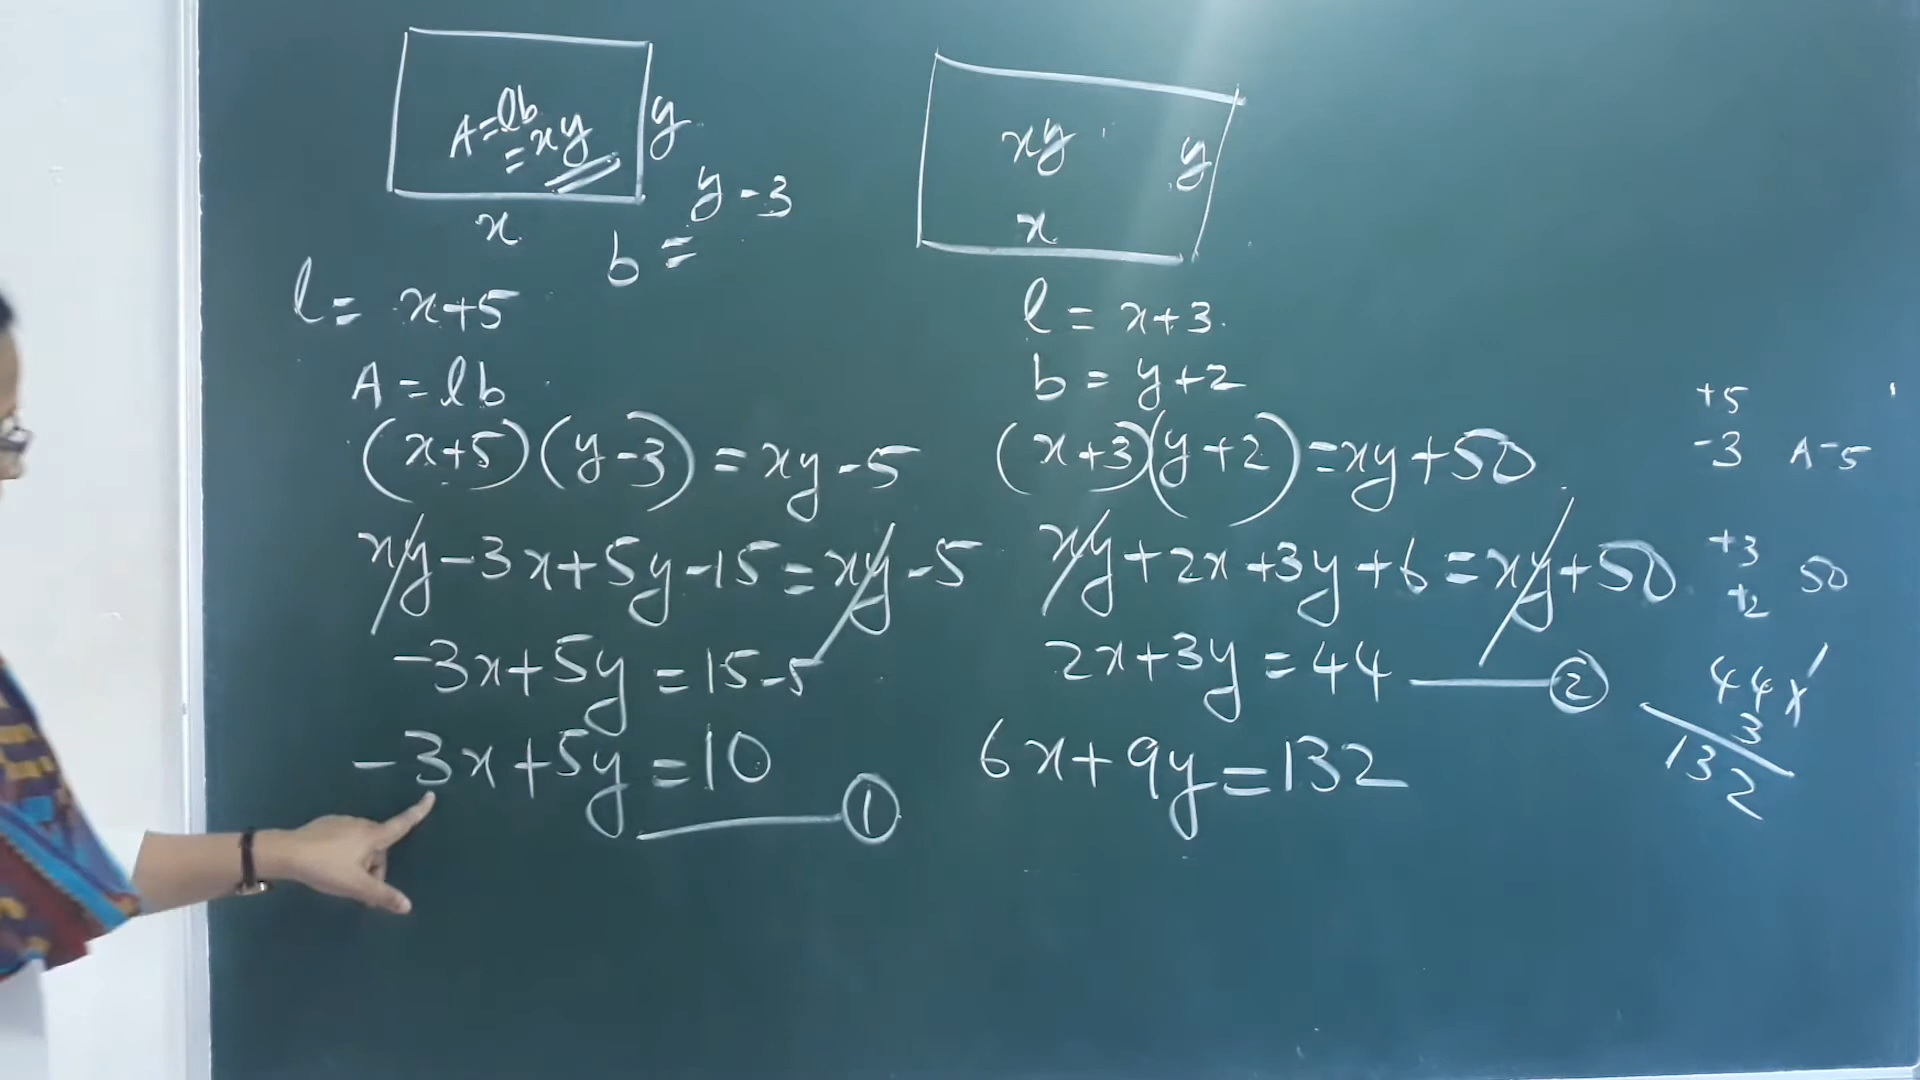 A=lb
=xy
y
x
y-3
b =
l= x+5
A = lb
(x+5)(y-3)=xy-5
xy-3x+5y-15=xy-5
-3x+5y=15-5
-3x+5y=10
1
xy
y
x
l = x+3
b = y+2
(x+3)(y+2)=xy+50
xy+2x+3y+6=xy+50
2x+3y=44
2
6x+9y=132
+5
-3 A-5
+3
+2 50
44x
3
132